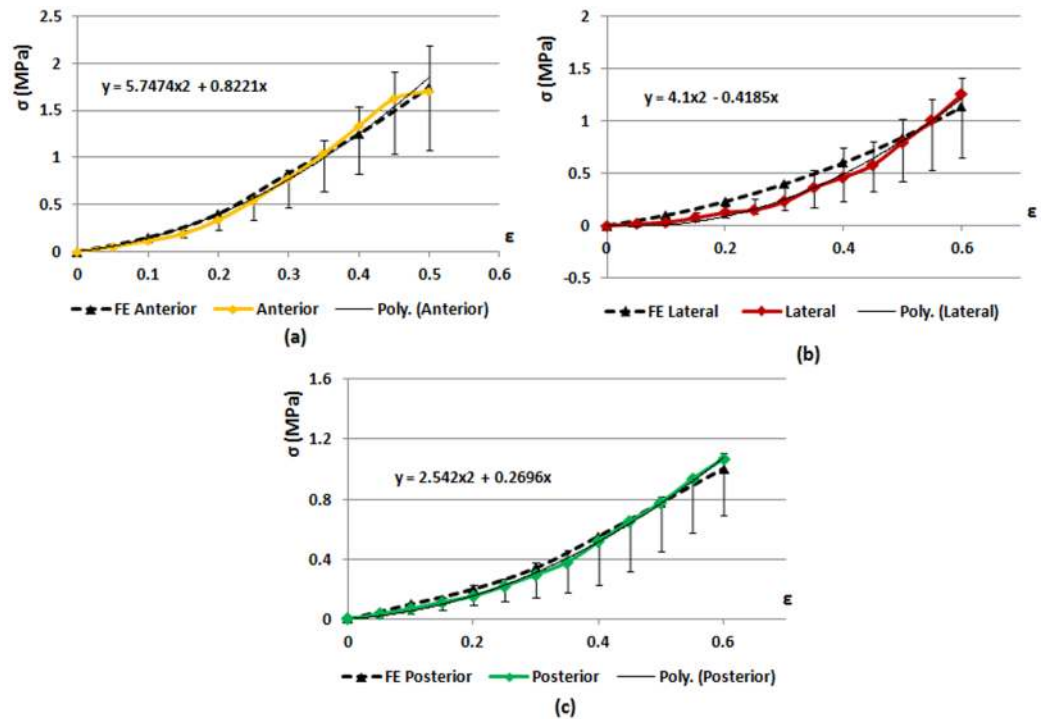 2.5
2
1.5
1
0.5
0
σ (MPa)
y = 5.7474x2 + 0.8221x
ε
0 0.1 0.2 0.3 0.4 0.5 0.6
FE Anterior Anterior Poly. (Anterior)
(a)
2
1.5
1
0.5
0
-0.5
σ (MPa)
y = 4.1x2 - 0.4185x
ε
0 0.2 0.4 0.6
FE Lateral Lateral Poly. (Lateral)
(b)
1.6
1.2
0.8
0.4
0
σ (MPa)
y = 2.542x2 + 0.2696x
ε
0 0.2 0.4 0.6
FE Posterior Posterior Poly. (Posterior)
(c)